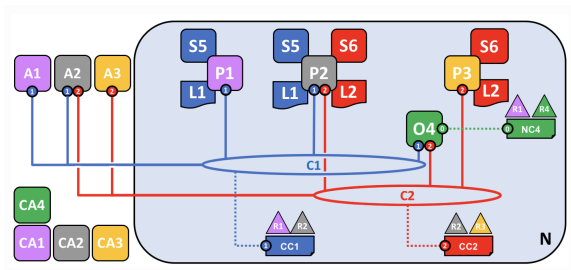 S5 S5 S6 S6
A1 A2 A3 P1 P2 P3
1 1 2 2 L1 1 L1 1 2 L2 2 L2
R1 R4
O4 0 0 NC4
1 2
C1
CA4 C2
R1 R2 R2 R3
CA1 CA2 CA3 1 CC1 2 CC2 N